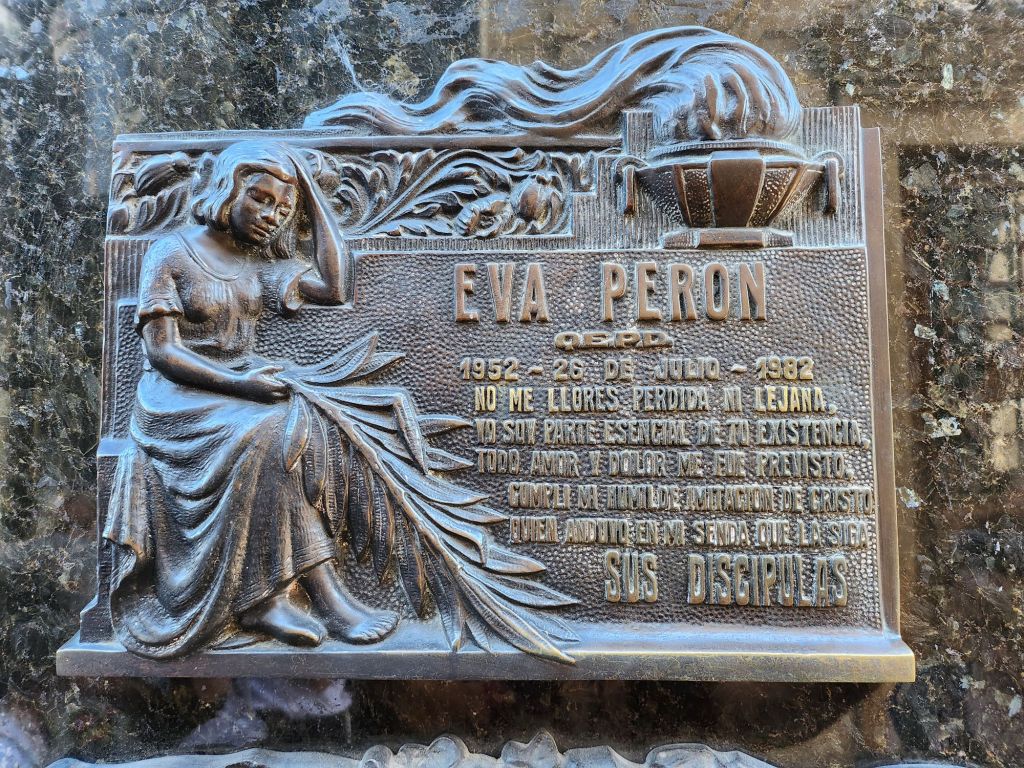 EVA PERON
Q.E.P.D.
1952 - 26 DE JULIO - 1982
NO ME LLORES PERDIDA NI LEJANA,
YO SOY PARTE ESENCIAL DE TU EXISTENCIA,
TODO AMOR Y DOLOR ME FUE PREVISTO,
CUMPLI MI HUMILDE IMITACION DE CRISTO
QUIEN ANDUVO EN MI SENDA QUE LA SIGA
SUS DISCIPULAS